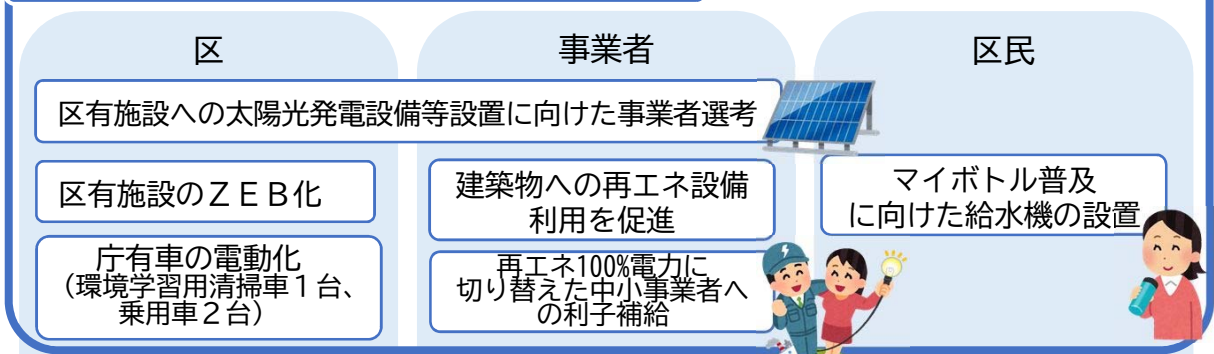 区
事業者
区民
区有施設への太陽光発電設備等設置に向けた事業者選考
区有施設のＺＥＢ化
建築物への再エネ設備
利用を促進
マイボトル普及
に向けた給水機の設置
庁有車の電動化
（環境学習用清掃車１台、
乗用車２台）
再エネ100%電力に
切り替えた中小事業者へ
の利子補給